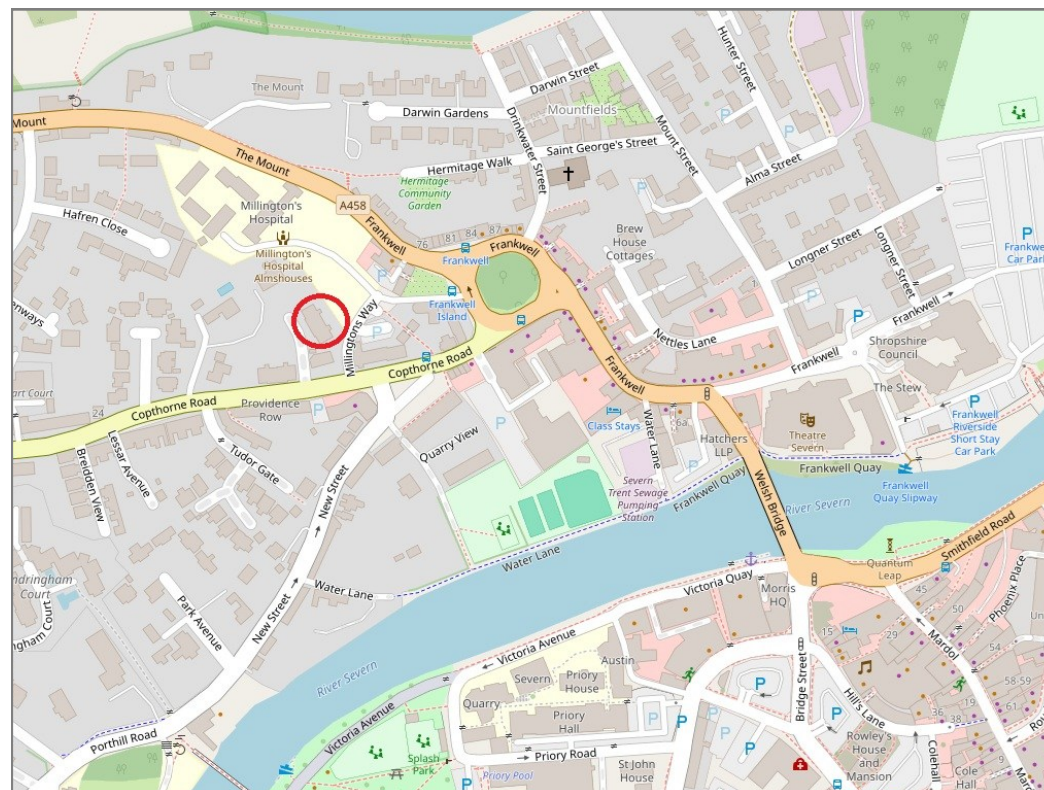 Hunter Street
Darwin Street
The Mount
Mountfields
Darwin Gardens
Mount
Drinkwater Street
Mount Street
The Mount
Saint George's Street
Hermitage Walk
Alma Street
Hermitage
Community
Garden
A458
Millington's
Hospital
Hafren Close
Frankwell
76
81
84
87
Frankwell
Brew
House
Cottages
Longner Street
Longner Street
Frankwell
Car Park
Millington's
Hospital
Almshouses
Frankwell
Frankwell
Island
Frankwell
Millingtons Way
Nettles Lane
Shropshire
Council
Copthorne Road
Frankwell
Frankwell
The Stew
Copthorne Road
Providence
Row
24
Class Stays
Water Lane
6a
Hatchers
LLP
Theatre
Severn
Frankwell
Riverside
Short Stay
Car Park
Lessar Avenue
Breidden View
Tudor Gate
New Street
Quarry View
Severn
Trent Sewage
Pumping
Station
Frankwell Quay
Frankwell Quay
Frankwell
Quay Slipway
Welsh Bridge
River Severn
Smithfield Road
Water Lane
Quantum
Leap
Water Lane
Victoria Quay
Morris
HQ
45
50
Phoenix Place
Park Avenue
New Street
Victoria Avenue
Austin
15
29
Mardol
54
58-59
61
19
36
38
River Severn
Severn
Priory
House
Quarry
Priory
Hall
Bridge Street
Hill's Lane
Porthill Road
Victoria Avenue
Splash
Park
Priory Road
Priory Pool
St John
House
Rowley's
House
and
Mansion
Colehall
Cole
Hall
Mardol